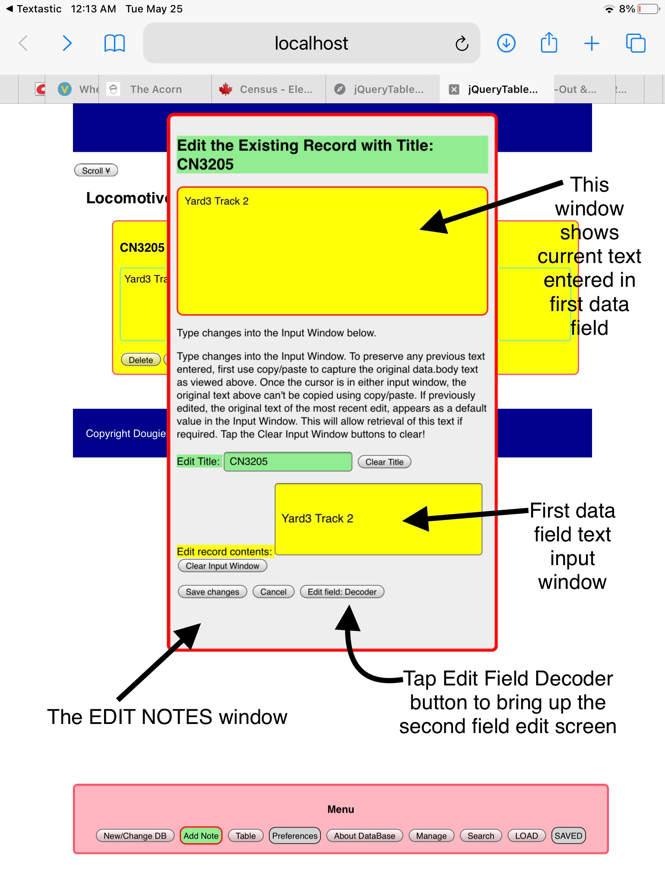 Textastic 12:13 AM Tue May 25 8%
localhost
Whe The Acorn Census - Ele... jQueryTable... jQueryTable... -Out &...
Edit the Existing Record with Title:
CN3205
Scroll ¥
Locomotive
Yard3 Track 2
CN3205
Yard3 Tra
Delete
This
window
shows
current text
entered in
first data
field
Type changes into the Input Window below.
Type changes into the Input Window. To preserve any previous text
entered, first use copy/paste to capture the original data.body text
as viewed above. Once the cursor is in either input window, the
original text above can't be copied using copy/paste. If previously
edited, the original text of the most recent edit, appears as a default
value in the Input Window. This will allow retrieval of this text if
required. Tap the Clear Input Window buttons to clear!
Copyright Dougie
Edit Title: CN3205 Clear Title
Yard3 Track 2
Edit record contents:
Clear Input Window
Save changes Cancel Edit field: Decoder
First data
field text
input
window
The EDIT NOTES window
Tap Edit Field Decoder
button to bring up the
second field edit screen
Menu
New/Change DB Add Note Table Preferences About DataBase Manage Search LOAD SAVED